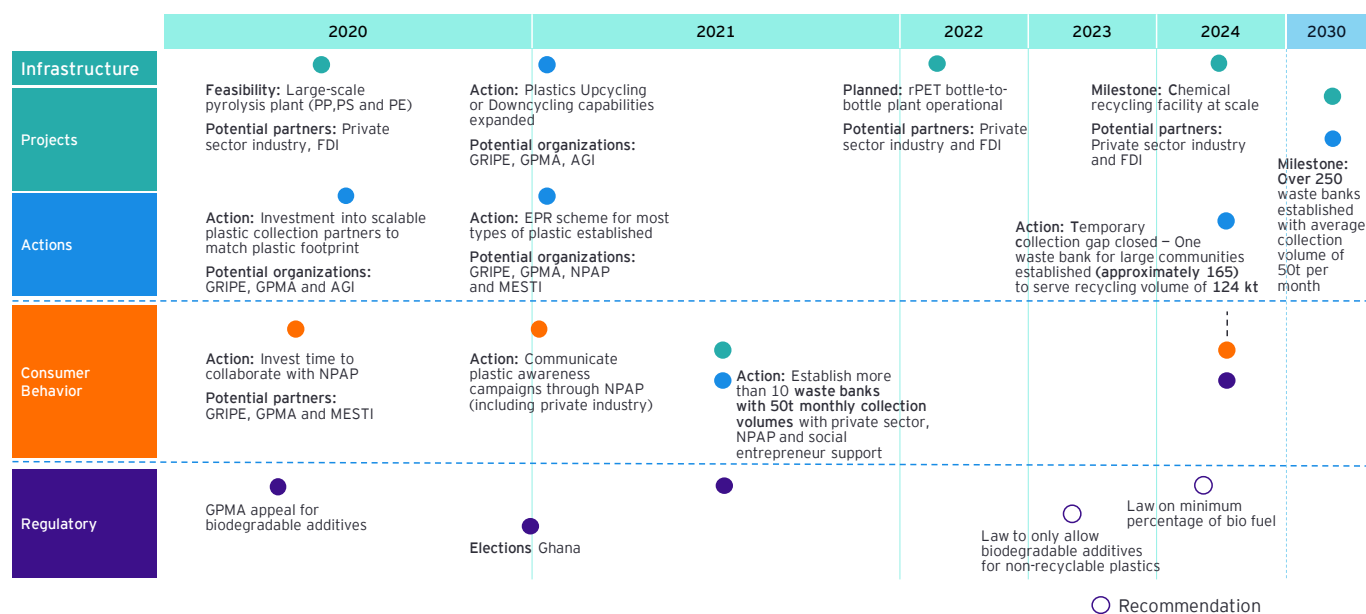 2020
2021
2022
2023
2024
2030
Infrastructure
Projects
Feasibility: Large-scale
pyrolysis plant (PP,PS and PE)
Potential partners: Private
sector industry, FDI
Action: Plastics Upcycling
or Downcycling capabilities
expanded
Potential organizations:
GRIPE, GPMA, AGI
Planned: rPET bottle-to-
bottle plant operational
Potential partners: Private
sector industry and FDI
Milestone: Chemical
recycling facility at scale
Potential partners:
Private sector industry
and FDI
Milestone:
Over 250
waste banks
established
with average
collection
volume of
50t per
month
Actions
Action: Investment into scalable
plastic collection partners to
match plastic footprint
Potential organizations:
GRIPE, GPMA and AGI
Action: EPR scheme for most
types of plastic established
Potential organizations:
GRIPE, GPMA, NPAP
and MESTI
Action: Temporary
collection gap closed – One
waste bank for large communities
established (approximately 165)
to serve recycling volume of 124 kt
Consumer
Behavior
Action: Invest time to
collaborate with NPAP
Potential partners:
GRIPE, GPMA and MESTI
Action: Communicate
plastic awareness
campaigns through NPAP
(including private industry)
Action: Establish more
than 10 waste banks
with 50t monthly collection
volumes with private sector,
NPAP and social
entrepreneur support
Regulatory
GPMA appeal for
biodegradable additives
Elections Ghana
Law to only allow
biodegradable additives
for non-recyclable plastics
Law on minimum
percentage of bio fuel
Recommendation